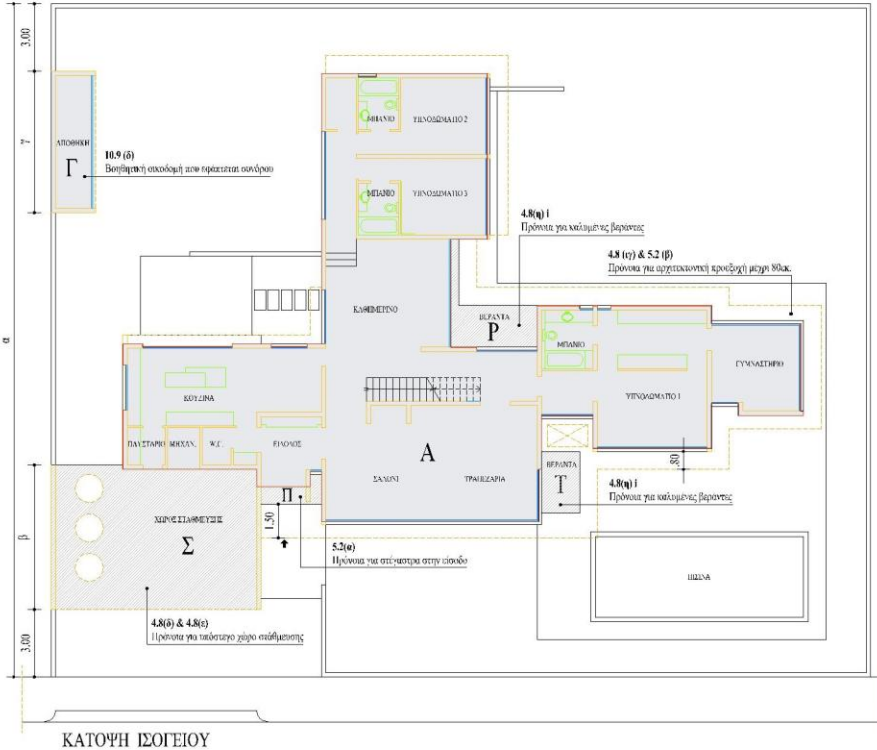 3.00
α
γ
β
3.00
ΑΠΟΘΗΚΗ
Γ
10.9 (δ)
Βοηθητική οικοδομή που εφάπτεται συνόρου
ΜΠΑΝΙΟ
ΥΠΝΟΔΩΜΑΤΙΟ 2
ΜΠΑΝΙΟ
ΥΠΝΟΔΩΜΑΤΙΟ 3
4.8(η) i
Πρόνοια για καλυμένες βεράντες
4.8 (ιγ) & 5.2 (β)
Πρόνοια για αρχιτεκτονική προεξοχή μέχρι 80εκ.
ΚΑΘΗΜΕΡΙΝΟ
ΒΕΡΑΝΤΑ
Ρ
ΜΠΑΝΙΟ
ΓΥΜΝΑΣΤΗΡΙΟ
ΚΟΥΖΙΝΑ
ΥΠΝΟΔΩΜΑΤΙΟ 1
ΠΛΥΣΤΑΡΙΟ
ΜΗΧΑΝ.
W.C.
ΕΙΣΟΔΟΣ
Α
ΣΑΛΟΝΙ
ΤΡΑΠΕΖΑΡΙΑ
ΒΕΡΑΝΤΑ
Τ
.80
4.8(η) i
Πρόνοια για καλυμένες βεράντες
Π
1.50
ΧΩΡΟΣ ΣΤΑΘΜΕΥΣΗΣ
Σ
5.2(α)
Πρόνοια για στέγαστρα στην είσοδο
ΠΙΣΙΝΑ
4.8(δ) & 4.8(ε)
Πρόνοια για υπόστεγο χώρο στάθμευσης
ΚΑΤΟΨΗ ΙΣΟΓΕΙΟΥ